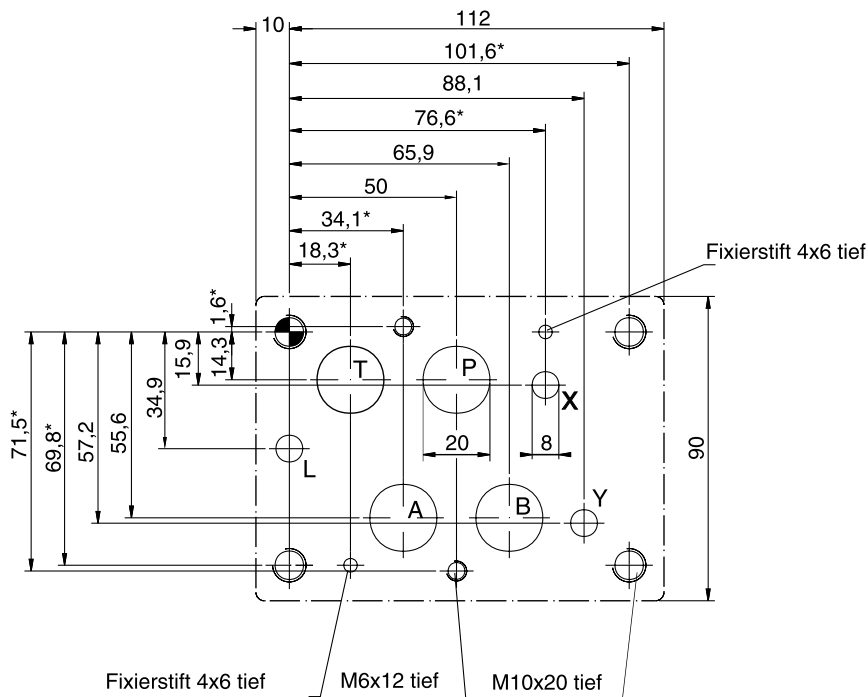 10
112
101,6*
88,1
76,6*
65,9
50
34,1*
18,3*
Fixierstift 4x6 tief
1,6*
14,3
15,9
34,9
55,6
57,2
69,8*
71,5*
T
P
X
20
8
90
L
A
B
Y
Fixierstift 4x6 tief
M6x12 tief
M10x20 tief